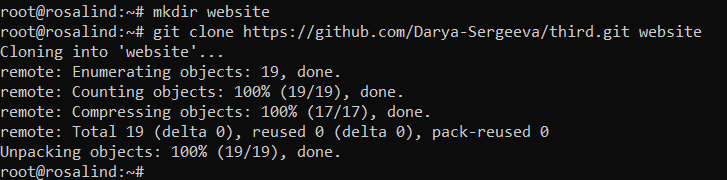 root@rosalind:~# mkdir website
root@rosalind:~# git clone https://github.com/Darya-Sergeeva/third.git website
Cloning into 'website'...
remote: Enumerating objects: 19, done.
remote: Counting objects: 100% (19/19), done.
remote: Compressing objects: 100% (17/17), done.
remote: Total 19 (delta 0), reused 0 (delta 0), pack-reused 0
Unpacking objects: 100% (19/19), done.
root@rosalind:~#